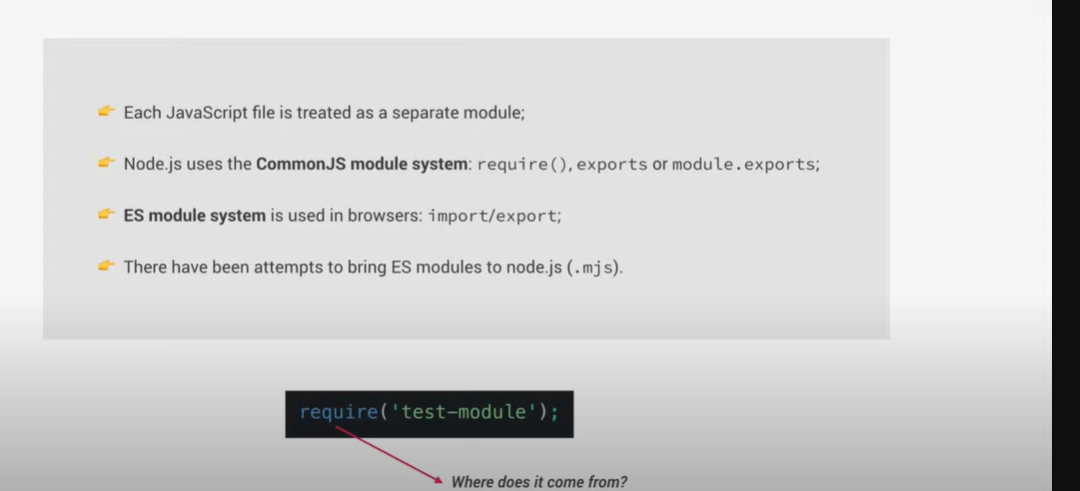 Each JavaScript file is treated as a separate module;
Node.js uses the CommonJS module system: require(), exports or module.exports;
ES module system is used in browsers: import/export;
There have been attempts to bring ES modules to node.js (.mjs).
require('test-module');
Where does it come from?